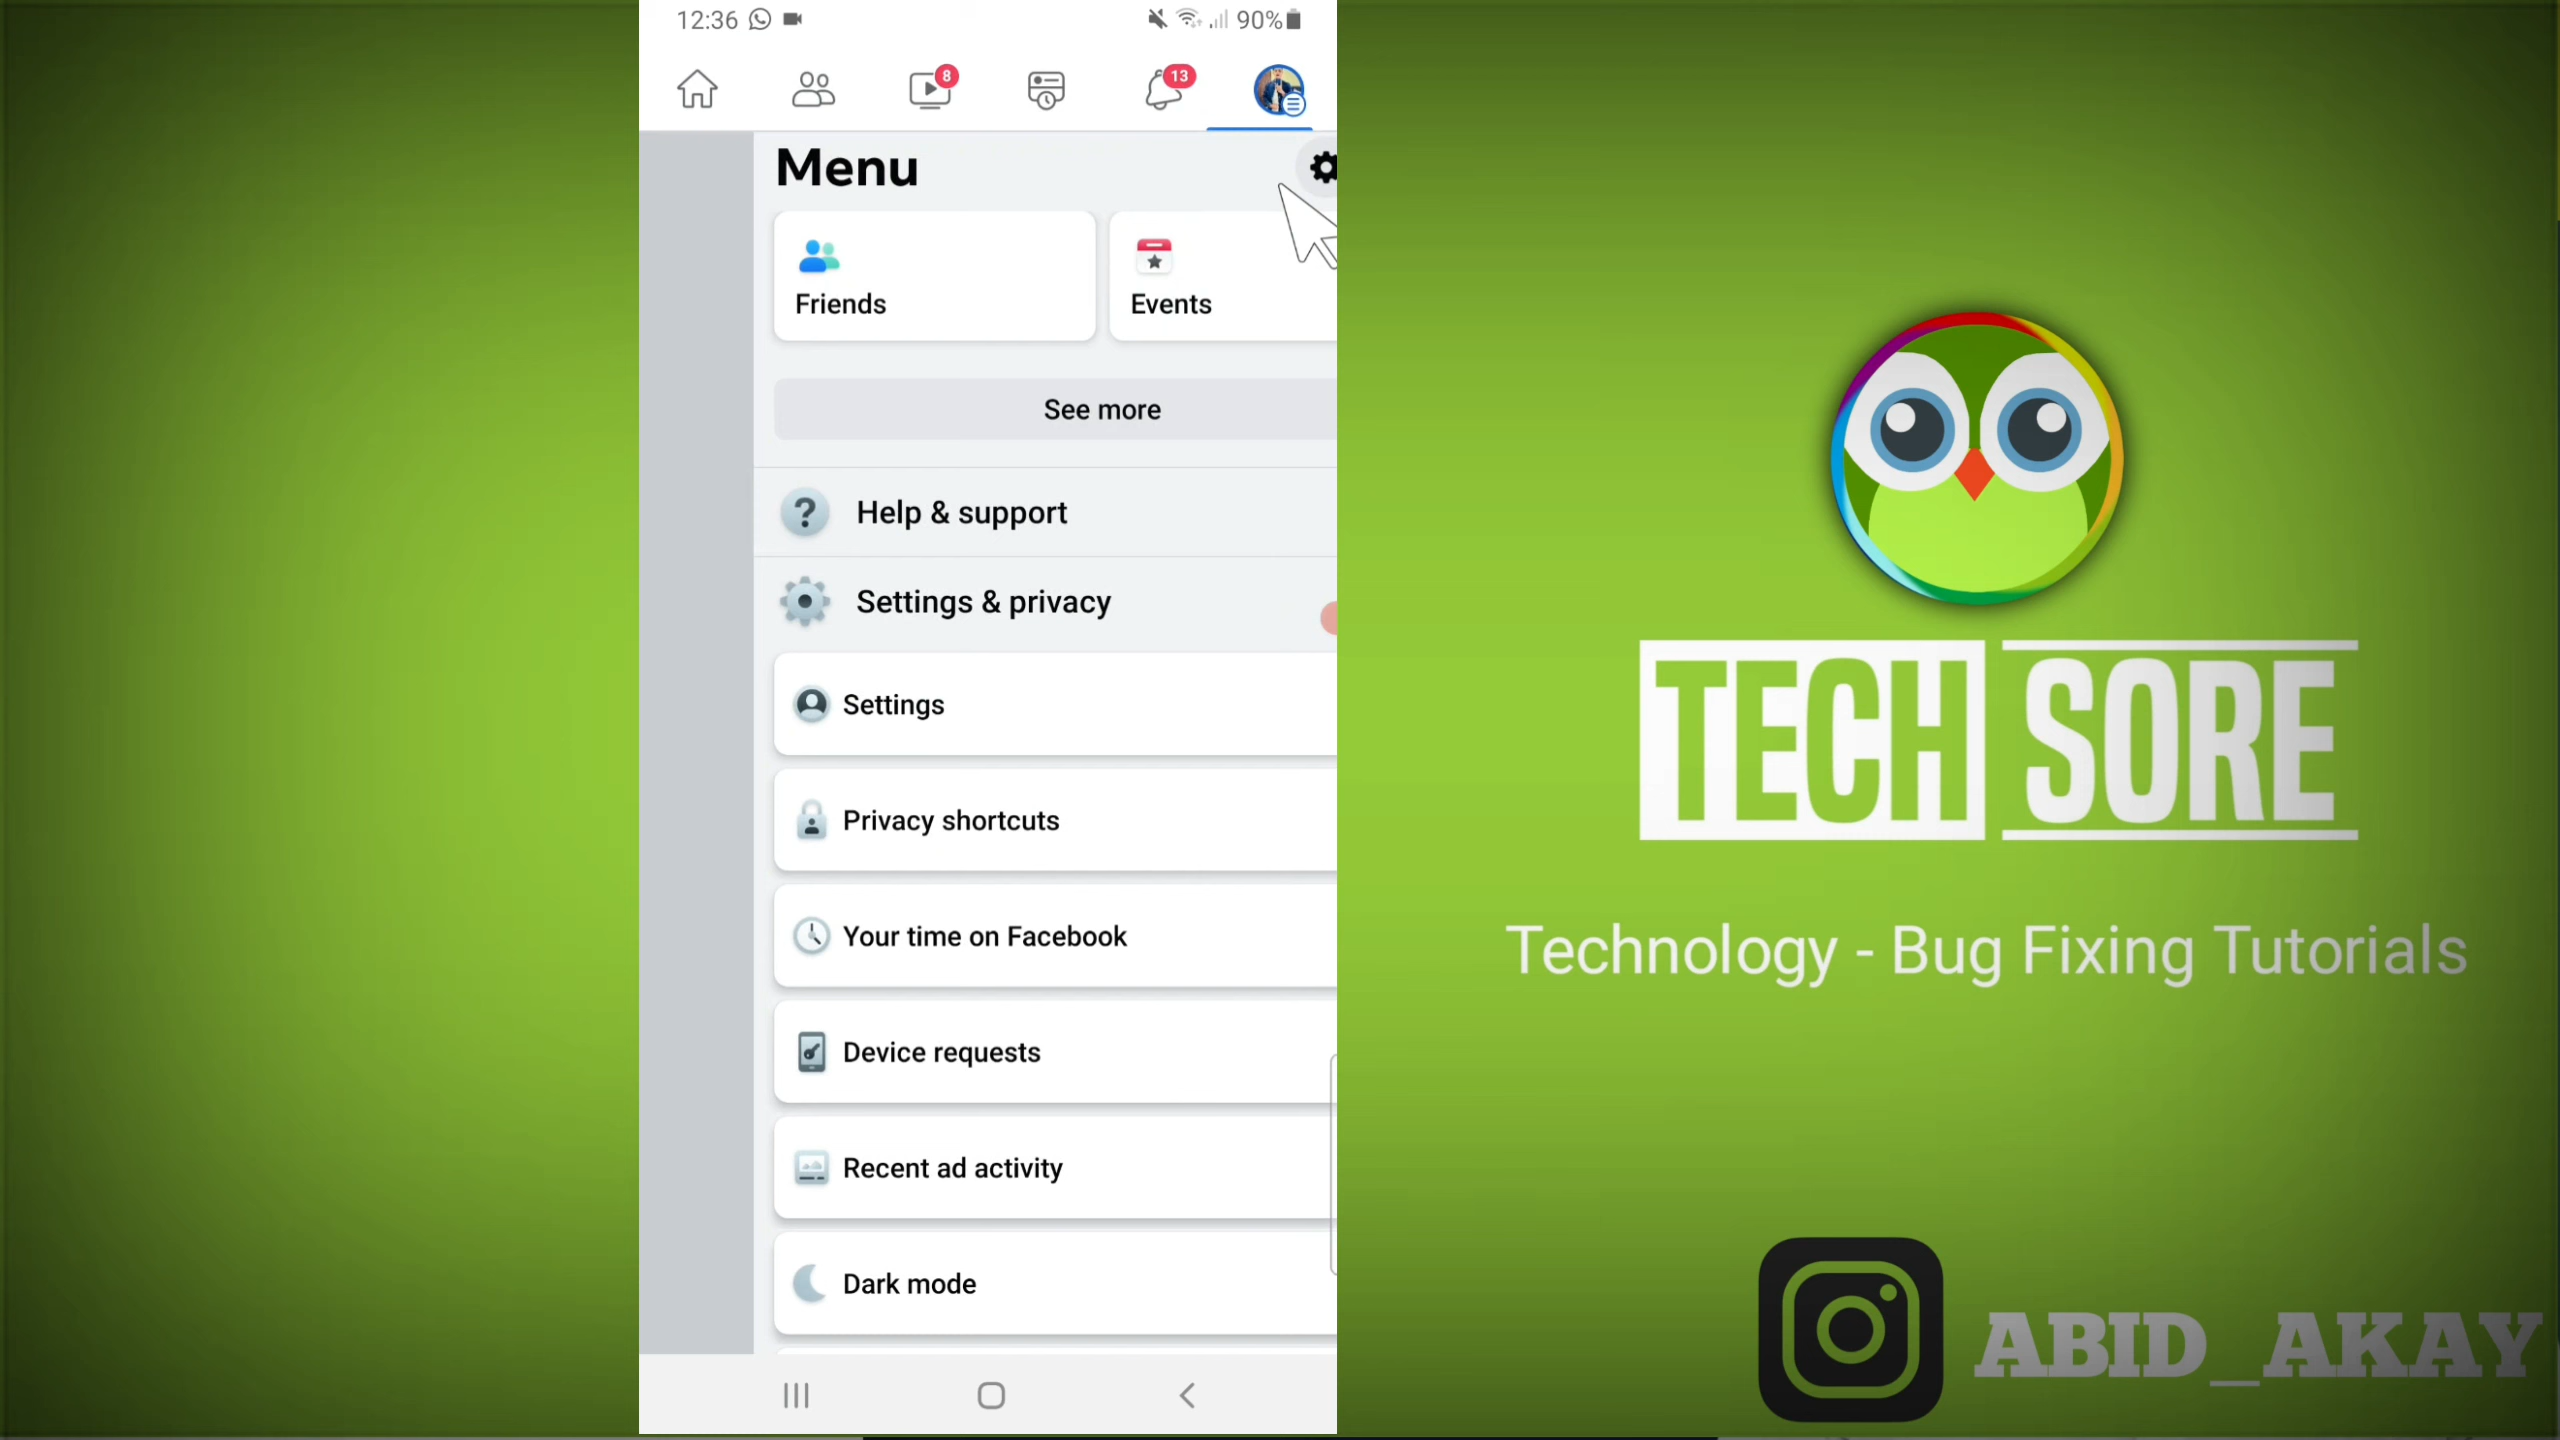 12:36
90%
8
13
Menu
Friends
Events
See more
Help & support
Settings & privacy
Settings
Privacy shortcuts
Your time on Facebook
Device requests
Recent ad activity
Dark mode
TECH SORE
Technology - Bug Fixing Tutorials
ABID_AKAY